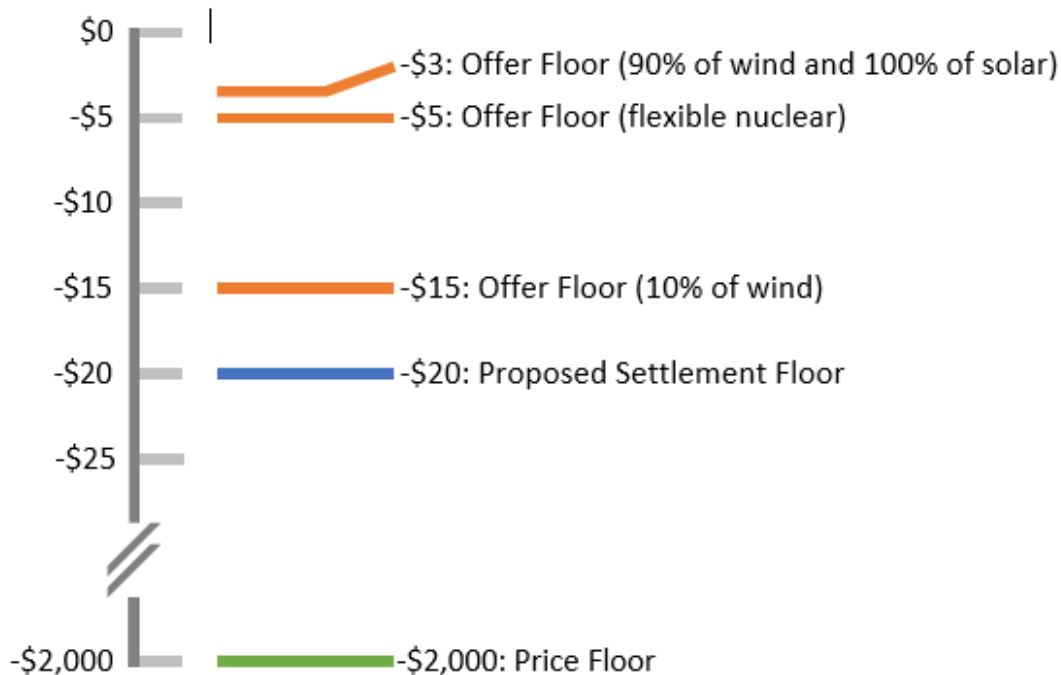 $0
-$3: Offer Floor (90% of wind and 100% of solar)
-$5
-$5: Offer Floor (flexible nuclear)
-$10
-$15
-$15: Offer Floor (10% of wind)
-$20
-$20: Proposed Settlement Floor
-$25
-$2,000
-$2,000: Price Floor